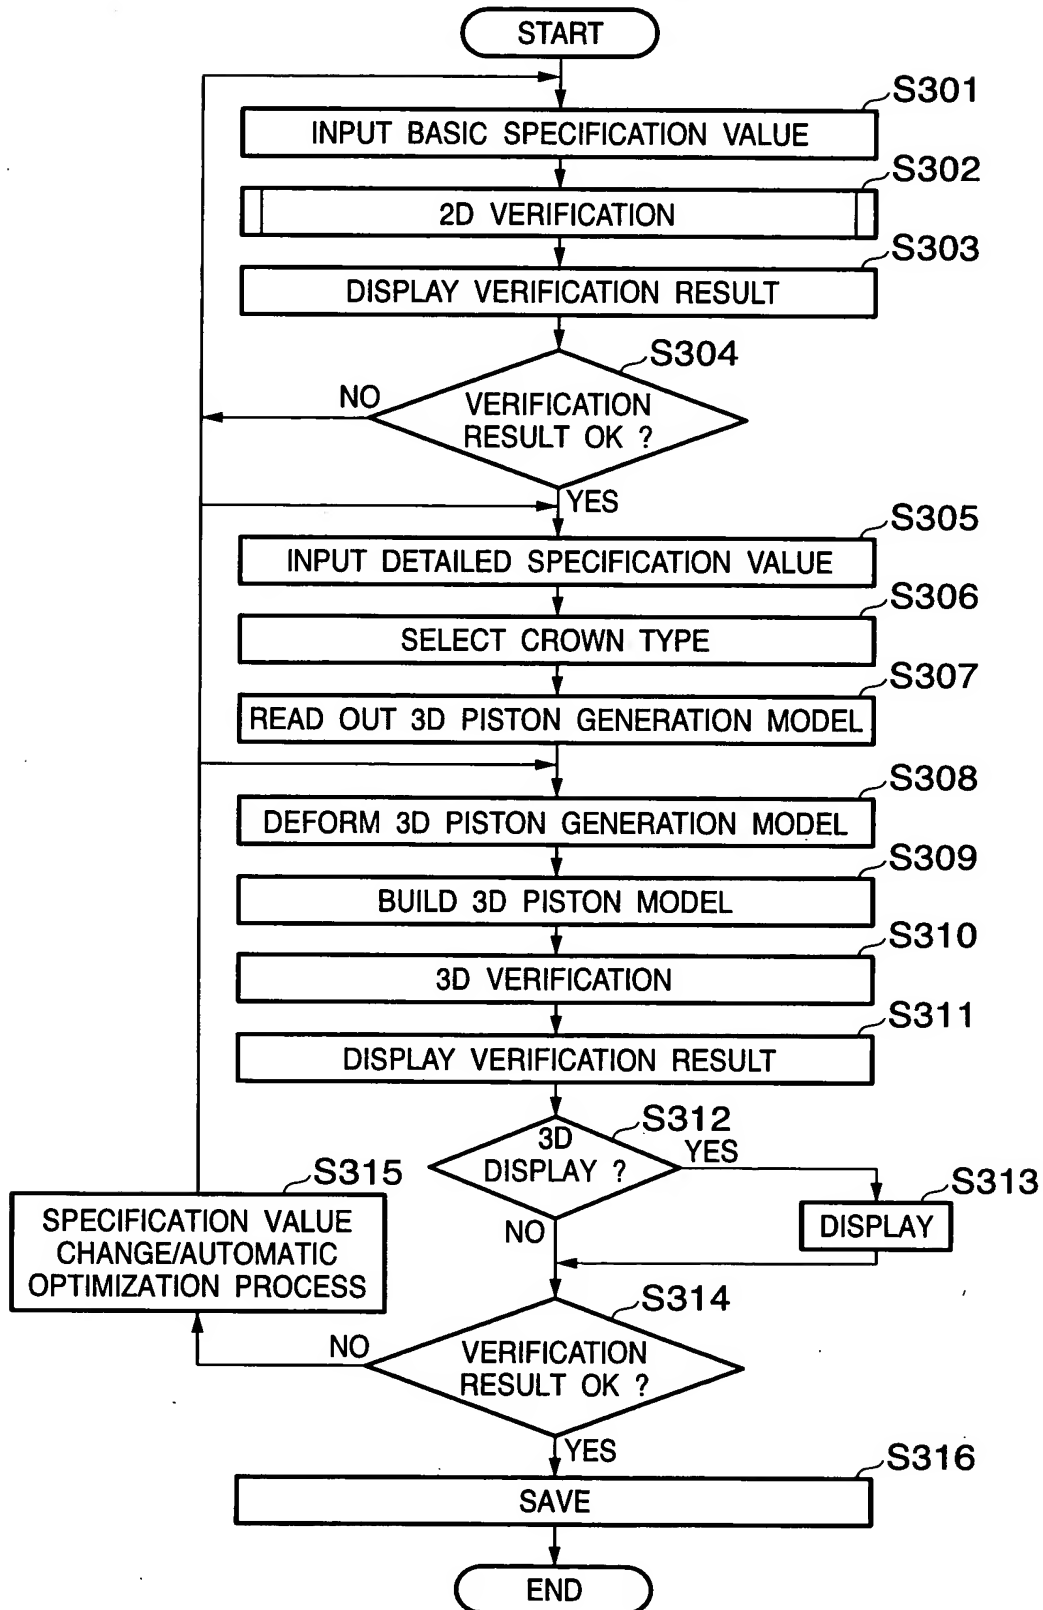 START
S301
INPUT BASIC SPECIFICATION VALUE
S302
2D VERIFICATION
S303
DISPLAY VERIFICATION RESULT
S304
NO
VERIFICATION
RESULT OK ?
YES
S305
INPUT DETAILED SPECIFICATION VALUE
S306
SELECT CROWN TYPE
S307
READ OUT 3D PISTON GENERATION MODEL
S308
DEFORM 3D PISTON GENERATION MODEL
S309
BUILD 3D PISTON MODEL
S310
3D VERIFICATION
S311
DISPLAY VERIFICATION RESULT
S312
3D
DISPLAY ?
YES
S313
DISPLAY
NO
S315
SPECIFICATION VALUE
CHANGE/AUTOMATIC
OPTIMIZATION PROCESS
S314
NO
VERIFICATION
RESULT OK ?
YES
S316
SAVE
END